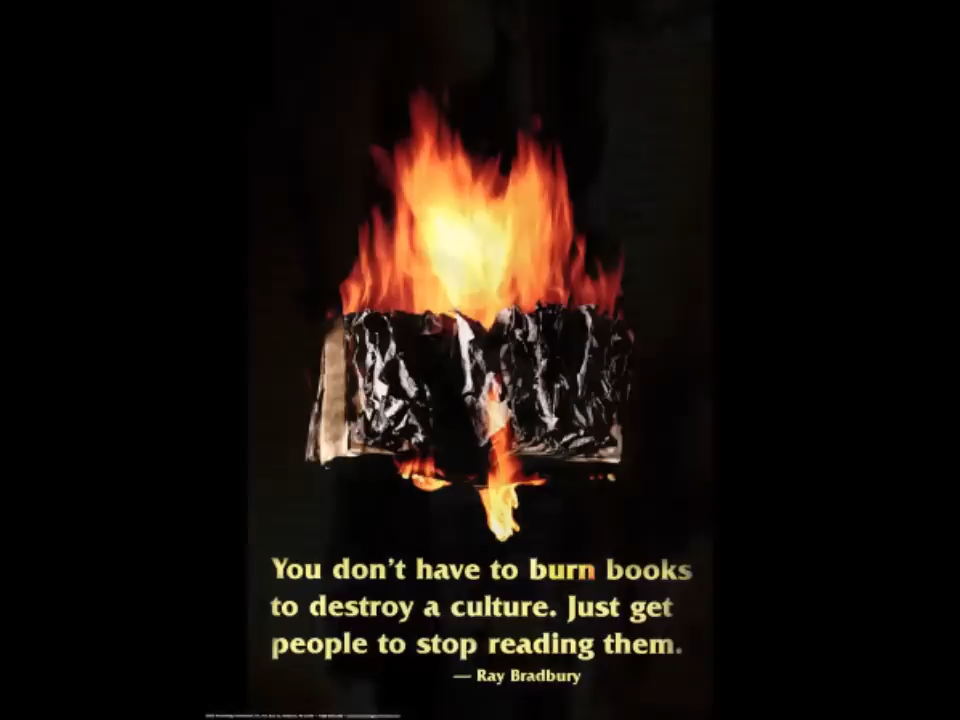 You don't have to burn books
to destroy a culture. Just get
people to stop reading them.
— Ray Bradbury